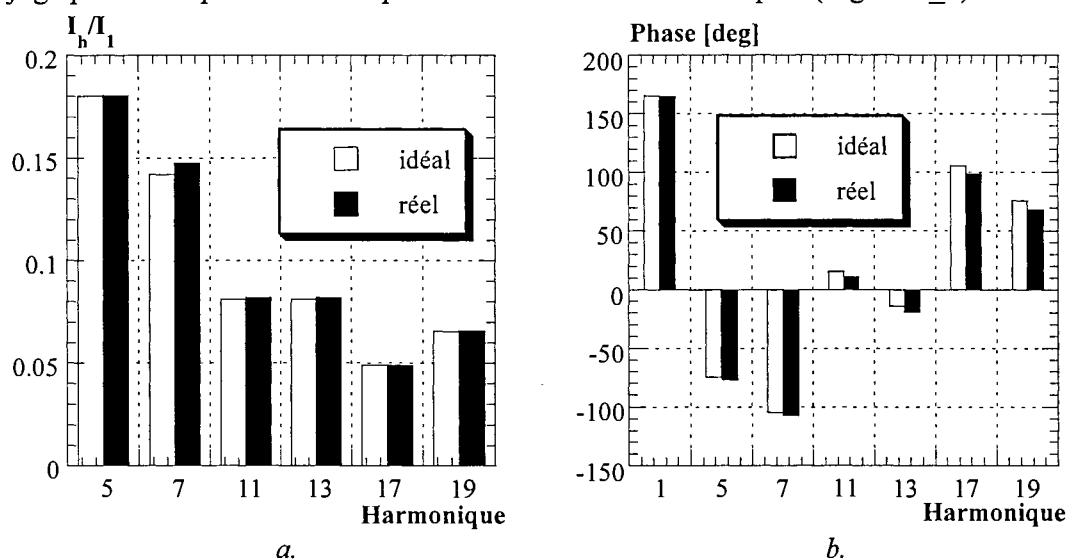 I_h/I_1
0.2
0.15
0.1
0.05
0
idéal
réel
5 7 11 13 17 19
Harmonique
a.
Phase [deg]
200
150
100
50
0
-50
-100
-150
idéal
réel
1 5 7 11 13 17 19
Harmonique
b.